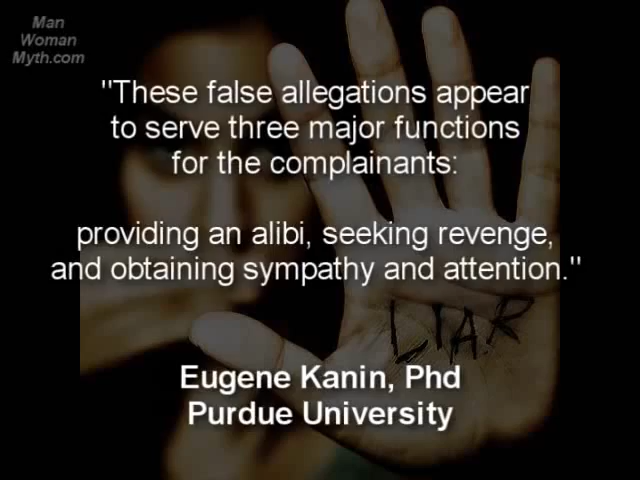 Man
Woman
Myth.com
"These false allegations appear
to serve three major functions
for the complainants:
providing an alibi, seeking revenge,
and obtaining sympathy and attention."
LIAR
Eugene Kanin, Phd
Purdue University